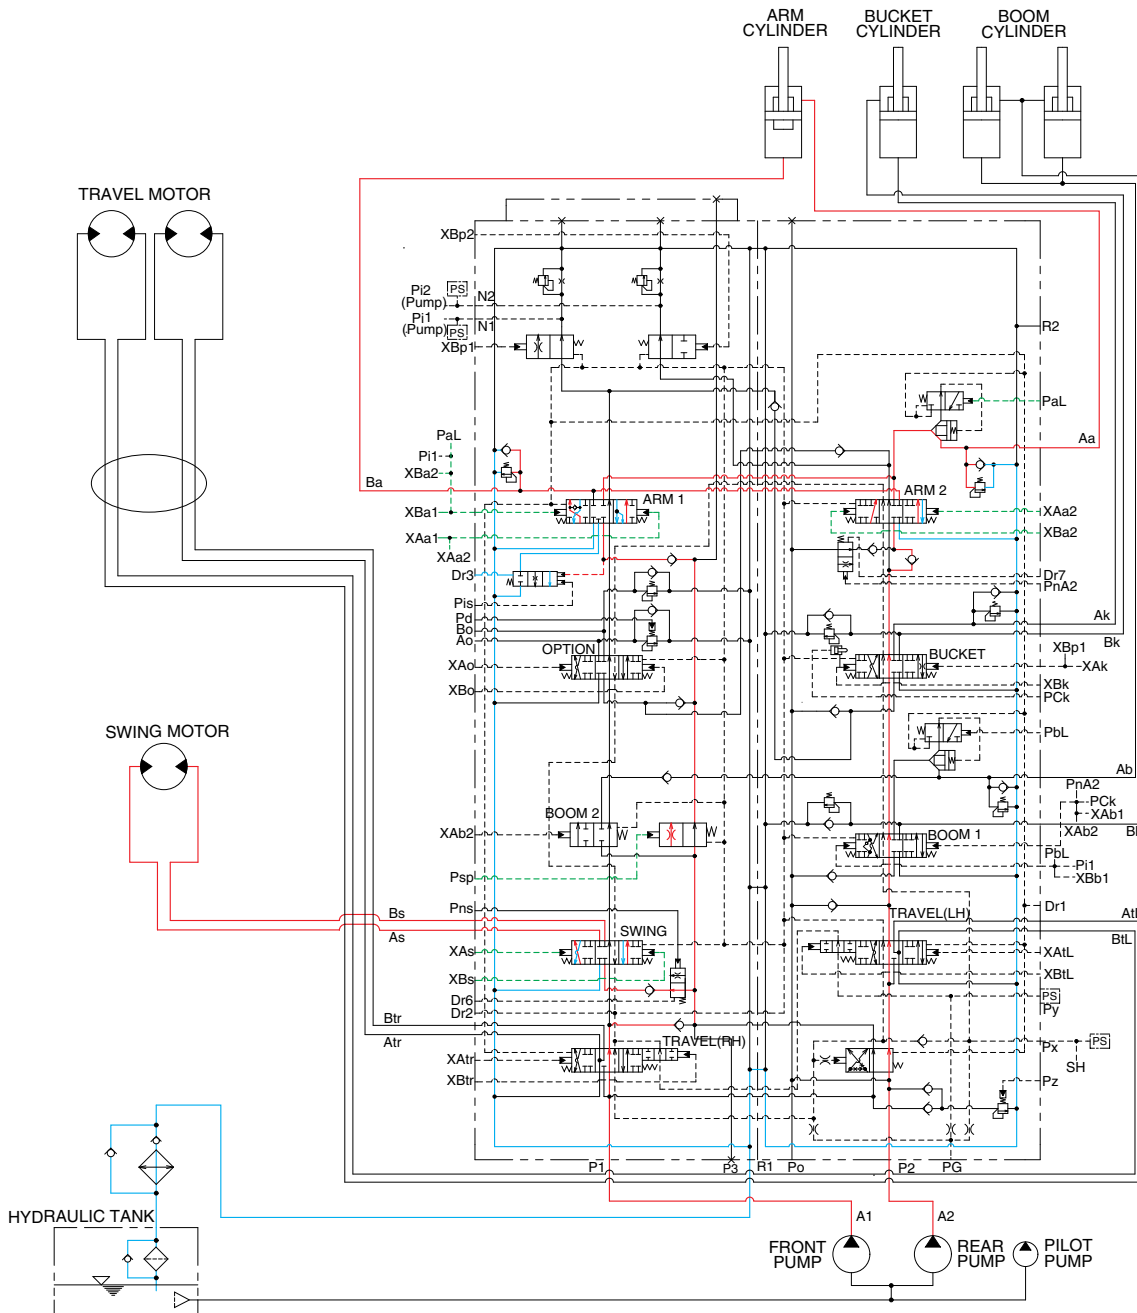 ARM
CYLINDER
BUCKET
CYLINDER
BOOM
CYLINDER
TRAVEL MOTOR
XBp2
Pi2
(Pump)
PS
N2
Pi1
(Pump)
PS
N1
XBp1
R2
PaL
Aa
PaL
Pi1
XBa2
Ba
XBa1
XAa1
XAa2
ARM 1
ARM 2
XAa2
XBa2
Dr3
Pis
Pd
Bo
Ao
Dr7
PnA2
Ak
Bk
OPTION
XAo
XBo
BUCKET
XBp1
XAk
XBk
PCk
SWING MOTOR
PbL
Ab
PnA2
PCk
XAb1
XAb2
BOOM 2
XAb2
BOOM 1
PbL
Pi1
XBb1
Psp
Pns
Bs
As
Dr1
TRAVEL(LH)
BtL
SWING
XAs
XBs
XAtL
XBtL
Dr6
Dr2
PS
Py
Btr
Atr
TRAVEL(RH)
XAtr
XBtr
Px
PS
SH
Pz
P1
P3
R1
Po
P2
PG
HYDRAULIC TANK
A1
A2
FRONT
PUMP
REAR
PUMP
PILOT
PUMP